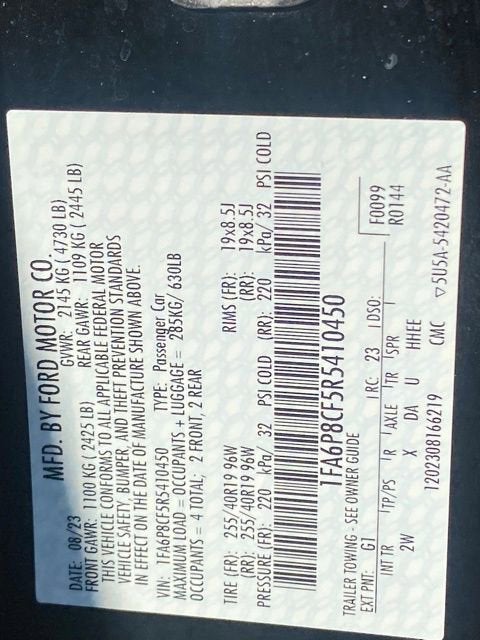 MFD. BY FORD MOTOR CO.
DATE: 08/23 GVWR: 2145 KG ( 4730 LB)
FRONT GAWR: 1100 KG ( 2425 LB) REAR GAWR: 1109 KG ( 2445 LB)
THIS VEHICLE CONFORMS TO ALL APPLICABLE FEDERAL MOTOR
VEHICLE SAFETY, BUMPER, AND THEFT PREVENTION STANDARDS
IN EFFECT ON THE DATE OF MANUFACTURE SHOWN ABOVE.
VIN: 1FA6P8CF5R5410450 TYPE: Passenger Car
MAXIMUM LOAD = OCCUPANTS + LUGGAGE = 285KG/ 630LB
OCCUPANTS = 4 TOTAL: 2 FRONT, 2 REAR
TIRE (FR): 255/40R19 96W RIMS (FR): 19x8.5J
(RR): 255/40R19 96W (RR): 19x8.5J
PRESSURE (FR): 220 kPa/ 32 PSI COLD (RR): 220 kPa/ 32 PSI COLD
1FA6P8CF5R5410450
TRAILER TOWING - SEE OWNER GUIDE
EXT PNT: G1 RC: 23 DSO: F0099
R0144
INT TR TP/PS R AXLE TR SPR
2W X DA U HHEE
1202308166219 CMC ▽5U5A-5420472-AA